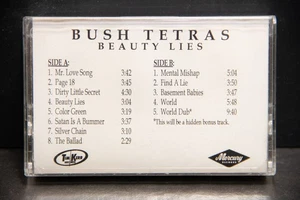 BUSH TETRAS
BEAUTY LIES
SIDE A:
1. Mr. Love Song 3:42
2. Page 18 3:45
3. Dirty Little Secret 4:30
4. Beauty Lies 3:04
5. Color Green 3:19
6. Satan Is A Bummer 3:37
7. Silver Chain 3:10
8. The Ballad 2:29
SIDE B:
1. Mental Mishap 5:04
2. Find A Lie 5:23
3. Basement Babies 3:47
4. World 5:48
5. World Dub* 9:40
*This will be a hidden bonus track.
Mercury